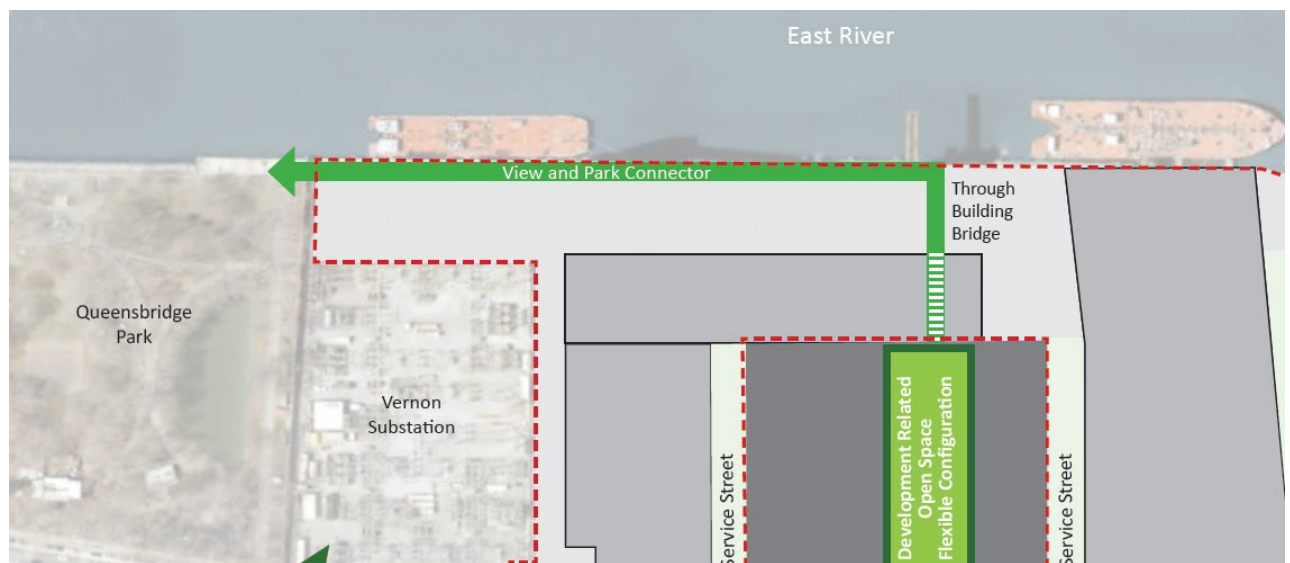 East River
View and Park Connector
Through
Building
Bridge
Queensbridge
Park
Vernon
Substation
Service Street
Development Related
Open Space
Flexible Configuration
Service Street